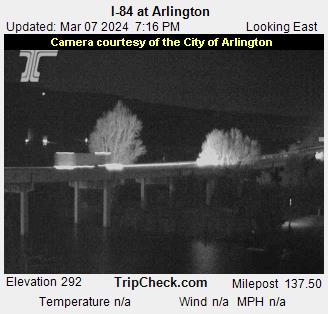 I-84 at Arlington
Updated: Mar 07 2024 7:16 PM Looking East
Camera courtesy of the City of Arlington
Elevation 292 TripCheck.com Milepost 137.50
Temperature n/a Wind n/a MPH n/a